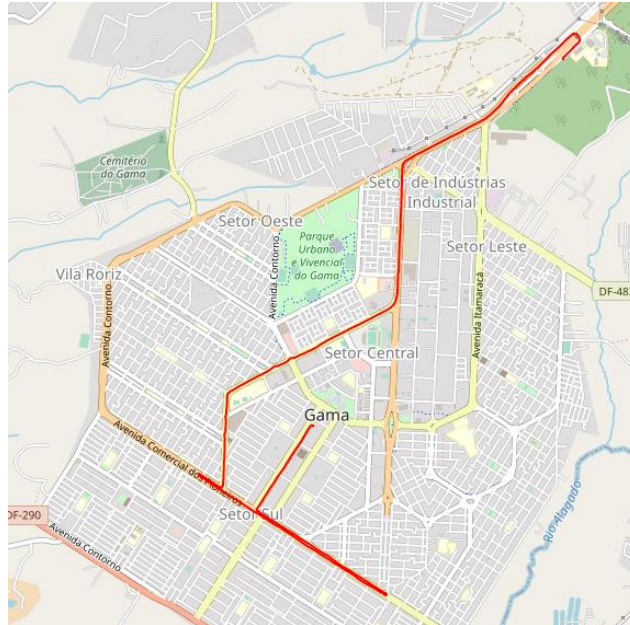 Cemitério
do Gama
Setor de Indústrias
Industrial
Setor Oeste
Parque
Urbano
e Vivencial
do Gama
Setor Leste
Vila Roriz
Avenida Contorno
Avenida Contorno
Avenida Itamaracá
DF-48
Setor Central
Gama
Avenida Comercial dos Pioneiros
Setor Sul
DF-290
Avenida Contorno
Rio Alagado